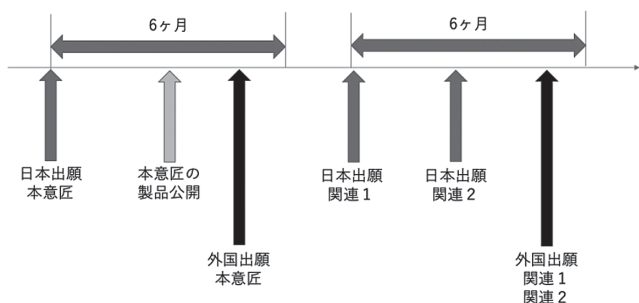 6ヶ月
6ヶ月
日本出願
本意匠
本意匠の
製品公開
外国出願
本意匠
日本出願
関連1
日本出願
関連2
外国出願
関連1
関連2